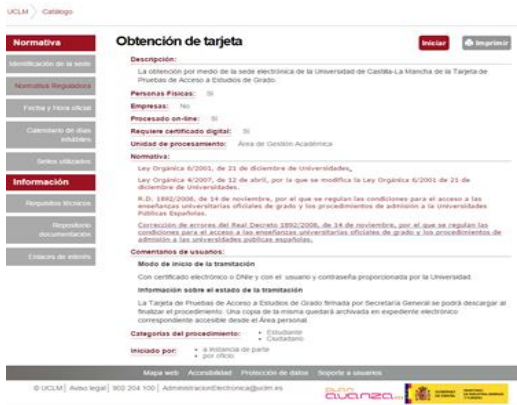 UCLM > Catálogo
Normativa
Identificación de la sede
Normativa Reguladora
Fecha y Hora oficial
Calendario de días
inhábiles
Sellos utilizados
Información
Requisitos técnicos
Repositorio
documentación
Enlaces de interés
Obtención de tarjeta
Iniciar
Imprimir
Descripción:
La obtención por medio de la sede electrónica de la Universidad de Castilla-La Mancha de la Tarjeta de
Pruebas de Acceso a Estudios de Grado.
Personas Físicas: Sí
Empresas: No
Procesado on-line: Sí
Requiere certificado digital: Sí
Unidad de procesamiento: Área de Gestión Académica
Normativa:
Ley Orgánica 6/2001, de 21 de diciembre de Universidades.
Ley Orgánica 4/2007, de 12 de abril, por la que se modifica la Ley Orgánica 6/2001 de 21 de
diciembre de Universidades.
R.D. 1892/2008, de 14 de noviembre, por el que se regulan las condiciones para el acceso a las
enseñanzas universitarias oficiales de grado y los procedimientos de admisión a la Universidades
Públicas Españolas.
Corrección de errores del Real Decreto 1892/2008, de 14 de noviembre, por el que se regulan las
condiciones para el acceso a las enseñanzas universitarias oficiales de grado y los procedimientos de
admisión a las universidades públicas españolas.
Comentarios de usuarios:
Modo de inicio de la tramitación
Con certificado electrónico o DNIe y con el usuario y contraseña proporcionada por la Universidad.
Información sobre el estado de la tramitación
La Tarjeta de Pruebas de Acceso a Estudios de Grado firmada por Secretaría General se podrá descargar al
finalizar el procedimiento. Una copia de la misma quedará archivada en expediente electrónico
correspondiente accesible desde el Área personal.
Categorías del procedimiento: • Estudiante
• Ciudadano
Iniciado por: • a instancia de parte
• por oficio
Mapa web Accesibilidad Protección de datos Soporte a usuarios
© UCLM | Aviso legal | 902 204 100 | AdministracionElectronica@uclm.es
plan
avanza